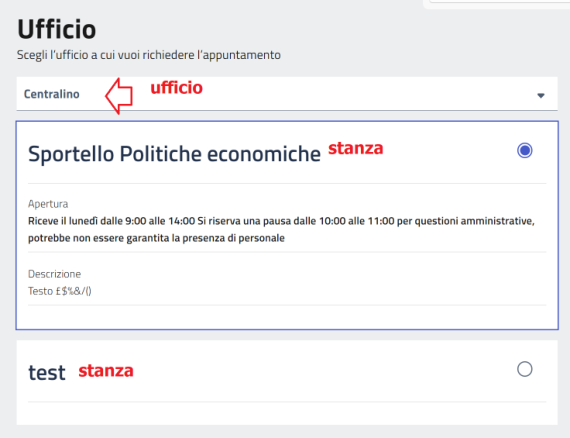 Ufficio
Scegli l'ufficio a cui vuoi richiedere l'appuntamento
Centralino ufficio
Sportello Politiche economiche stanza
Apertura
Riceve il lunedì dalle 9:00 alle 14:00 Si riserva una pausa dalle 10:00 alle 11:00 per questioni amministrative,
potrebbe non essere garantita la presenza di personale
Descrizione
Testo £$%&/()
test stanza